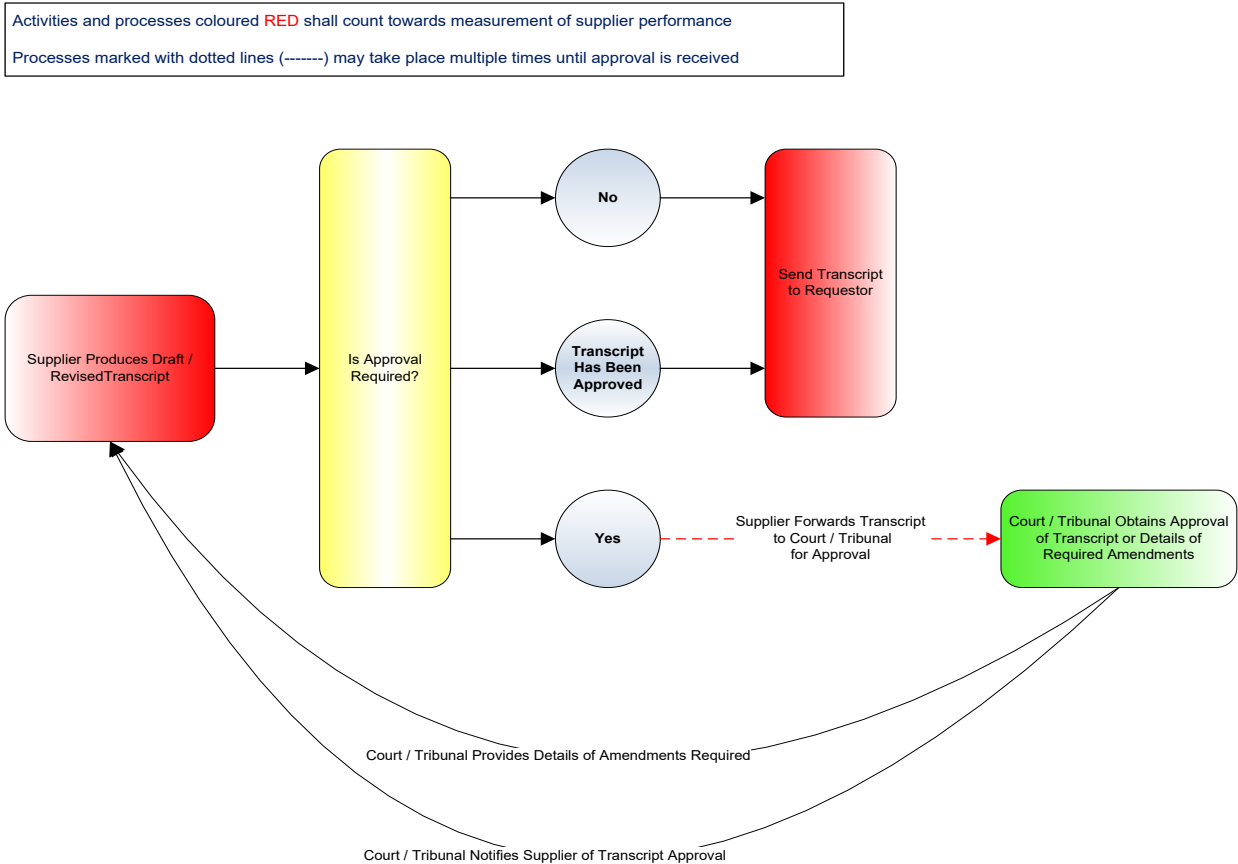 Activities and processes coloured RED shall count towards measurement of supplier performance
Processes marked with dotted lines (-------) may take place multiple times until approval is received
No
Send Transcript
to Requestor
Supplier Produces Draft /
RevisedTranscript
Is Approval
Required?
Transcript
Has Been
Approved
Yes
Supplier Forwards Transcript
to Court / Tribunal
for Approval
Court / Tribunal Obtains Approval
of Transcript or Details of
Required Amendments
Court / Tribunal Provides Details of Amendments Required
Court / Tribunal Notifies Supplier of Transcript Approval